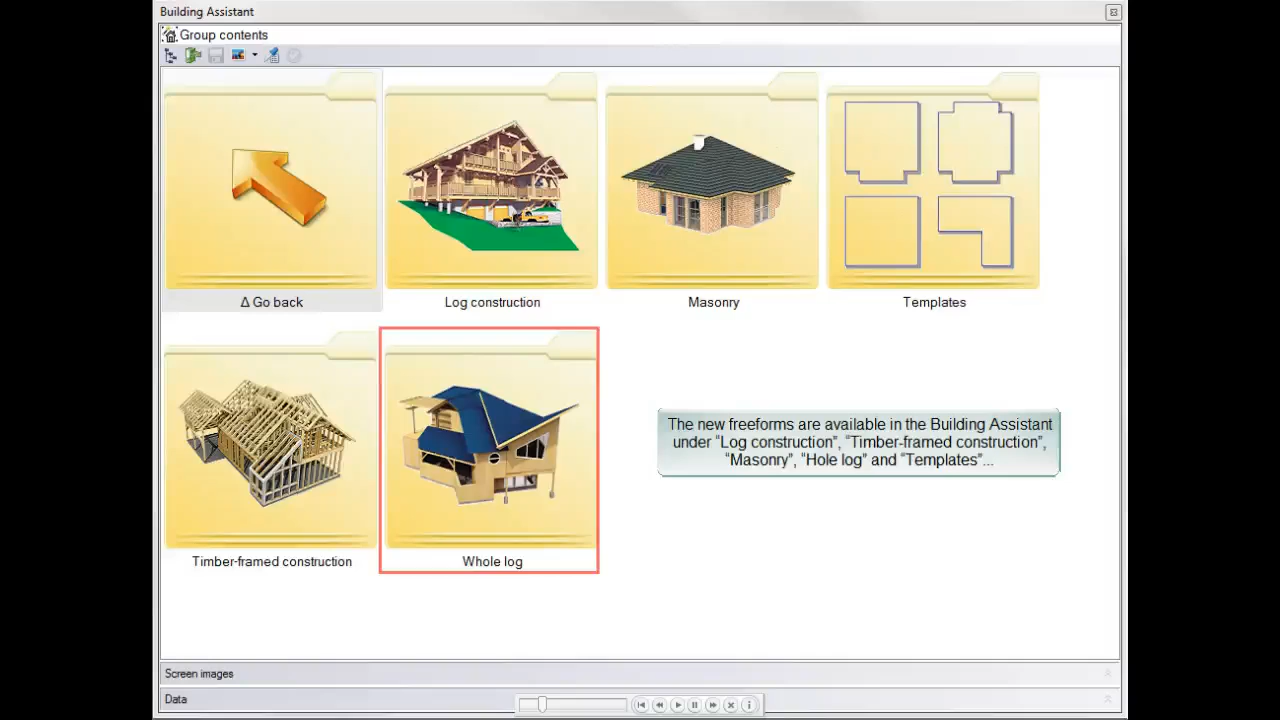 Building Assistant
Group contents
Δ Go back
Log construction
Masonry
Templates
Timber-framed construction
Whole log
The new freeforms are available in the Building Assistant
under “Log construction”, “Timber-framed construction”,
“Masonry”, “Hole log” and “Templates”...
Screen images
Data